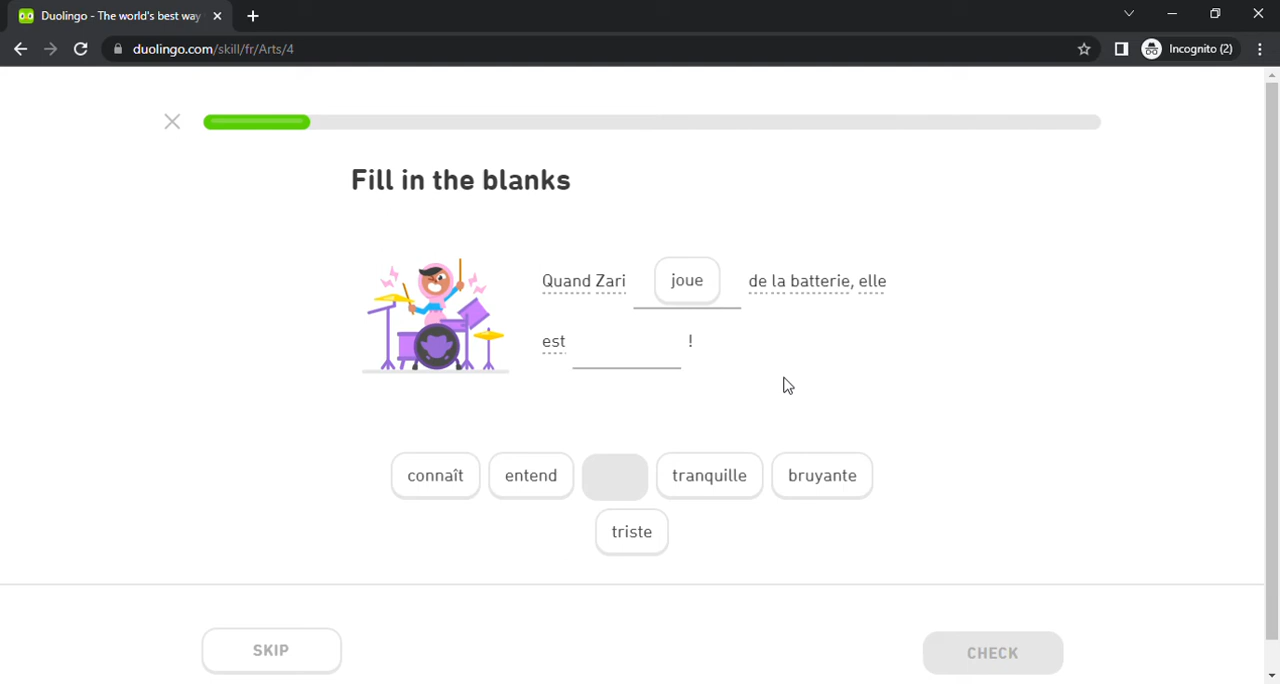 Duolingo - The world's best way
duolingo.com/skill/fr/Arts/4
Incognito (2)
Fill in the blanks
Quand Zari joue de la batterie, elle
est !
connaît entend tranquille bruyante
triste
SKIP CHECK